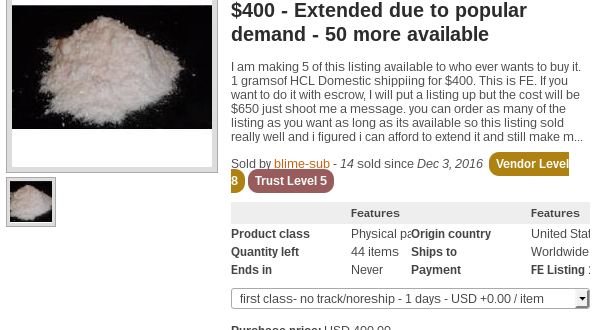 $400 - Extended due to popular
demand - 50 more available
I am making 5 of this listing available to who ever wants to buy it.
1 gramsof HCL Domestic shippiing for $400. This is FE. If you
want to do it with escrow, I will put a listing up but the cost will be
$650 just shoot me a message. you can order as many of the
listing as you want as long as its available so this listing sold
really well and i figured i can afford to extend it and still make m...
Sold by blime-sub - 14 sold since Dec 3, 2016 Vendor Level
8 Trust Level 5
Features Features
Product class Physical pa Origin country United Stat
Quantity left 44 items Ships to Worldwide
Ends in Never Payment FE Listing
first class- no track/noreship - 1 days - USD +0.00 / item
Purchase price: USD 400.00